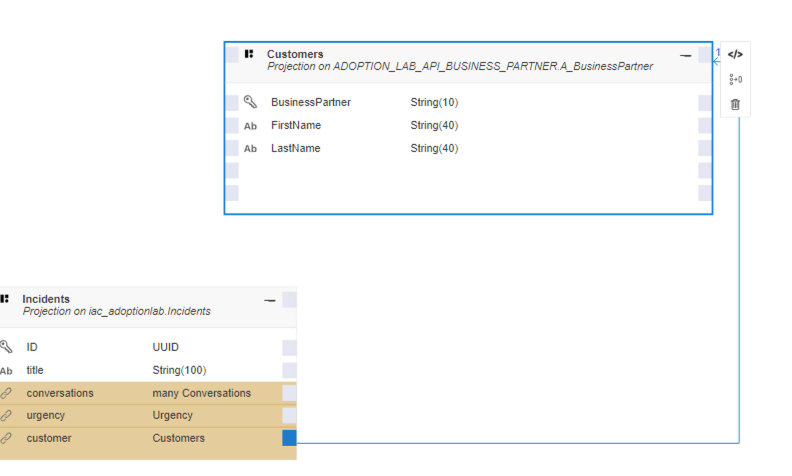 Customers
Projection on ADOPTION_LAB_API_BUSINESS_PARTNER.A_BusinessPartner
1
</>
BusinessPartner String(10)
Ab FirstName String(40)
Ab LastName String(40)
Incidents
Projection on iac_adoptionlab.Incidents
ID UUID
Ab title String(100)
conversations many Conversations
urgency Urgency
customer Customers